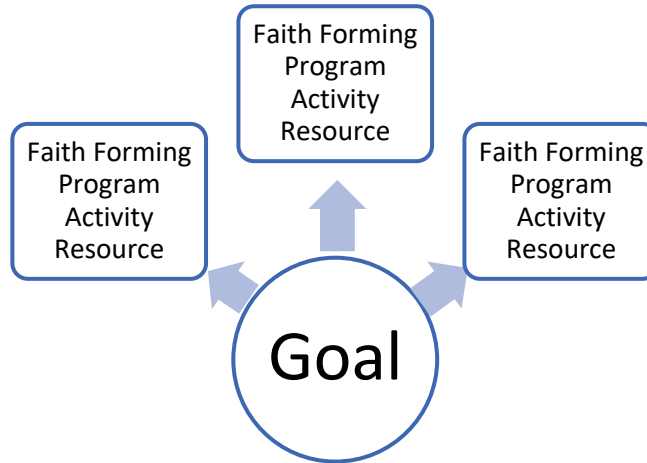 Faith Forming
Program
Activity
Resource
Faith Forming
Program
Activity
Resource
Faith Forming
Program
Activity
Resource
Goal